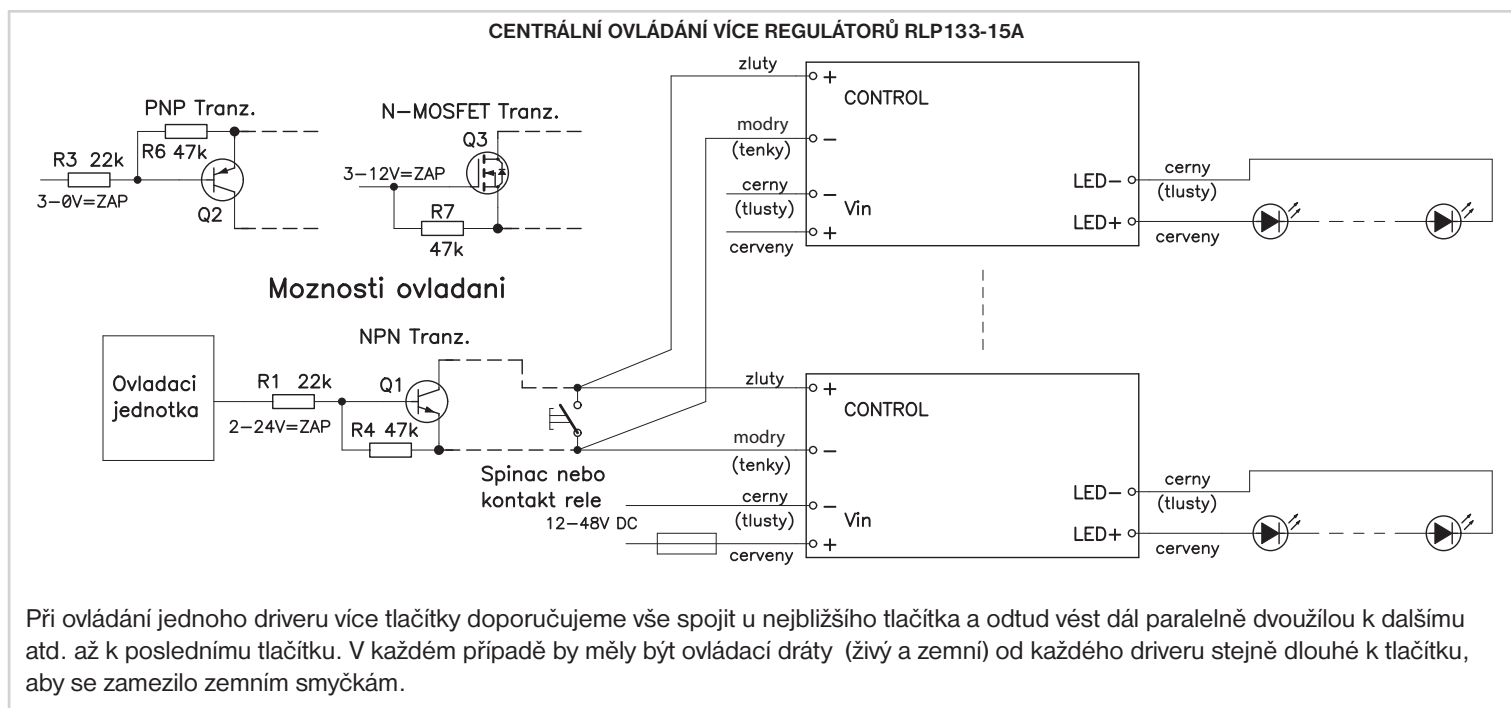 CENTRÁLNÍ OVLÁDÁNÍ VÍCE REGULÁTORŮ RLP133-15A
PNP Tranz.
R6 47k
R3 22k
3-0V=ZAP
Q2
N-MOSFET Tranz.
Q3
3-12V=ZAP
R7
47k
Moznosti ovladani
zluty
+
CONTROL
modry
(tenky)
-
cerny
(tlusty)
-
Vin
cerveny
+
LED-
cerny
(tlusty)
LED+
cerveny
Ovladaci
jednotka
R1 22k
2-24V=ZAP
NPN Tranz.
Q1
R4 47k
Spinac nebo
kontakt rele
12-48V DC
zluty
+
CONTROL
modry
(tenky)
-
cerny
(tlusty)
-
Vin
cerveny
+
LED-
cerny
(tlusty)
LED+
cerveny
Při ovládání jednoho driveru více tlačítky doporučujeme vše spojit u nejbližšího tlačítka a odtud vést dál paralelně dvoužílou k dalšímu
atd. až k poslednímu tlačítku. V každém případě by měly být ovládací dráty (živý a zemní) od každého driveru stejně dlouhé k tlačítku,
aby se zamezilo zemním smyčkám.